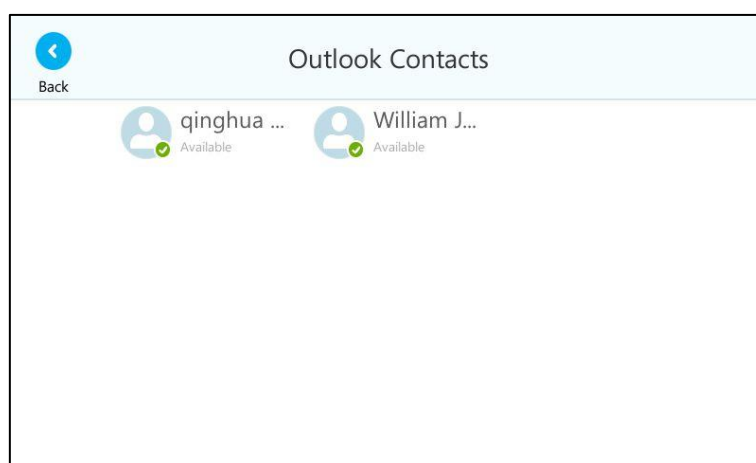 Outlook Contacts
Back
qinghua ...
Available
William J...
Available